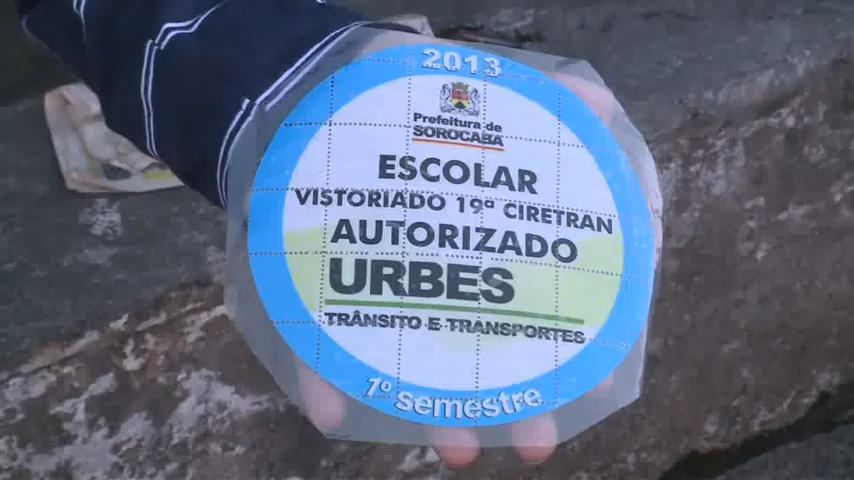 2013
Prefeitura de
SOROCABA
ESCOLAR
VISTORIADO 19ª CIRETRAN
AUTORIZADO
URBES
TRÂNSITO E TRANSPORTES
1º semestre